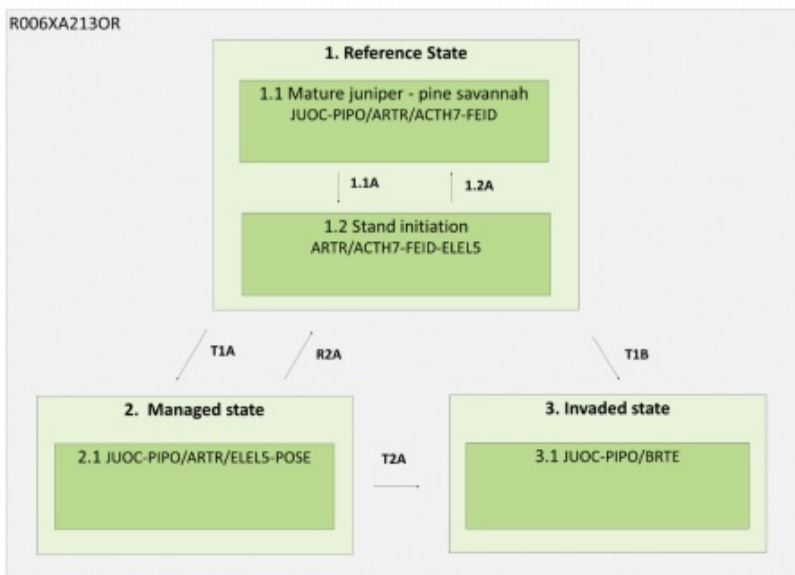 R006XA213OR
1. Reference State
1.1 Mature juniper - pine savannah
JUOC-PIPO/ARTR/ACTH7-FEID
1.1A
1.2A
1.2 Stand initiation
ARTR/ACTH7-FEID-ELEL5
T1A
R2A
T1B
2. Managed state
2.1 JUOC-PIPO/ARTR/ELEL5-POSE
T2A
3. Invaded state
3.1 JUOC-PIPO/BRTE